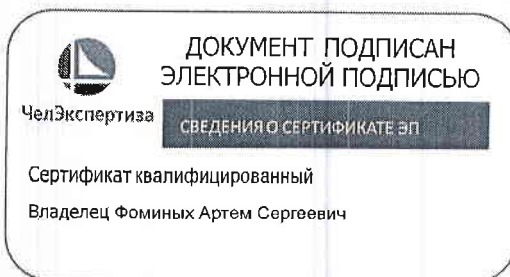 ДОКУМЕНТ ПОДПИСАН
ЭЛЕКТРОННОЙ ПОДПИСЬЮ
ЧелЭкспертиза
СВЕДЕНИЯ О СЕРТИФИКАТЕ ЭП
Сертификат квалифицированный
Владелец Фоминых Артем Сергеевич